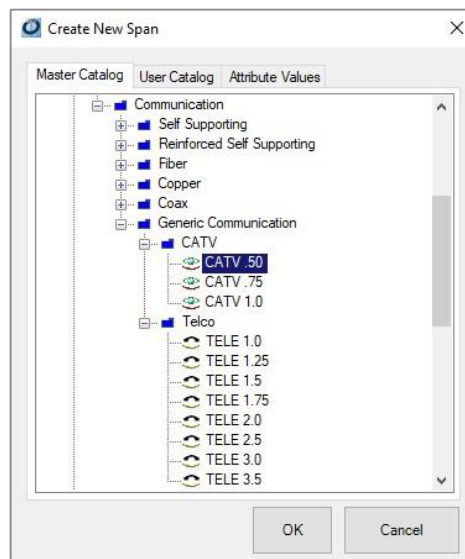 Create New Span
Master Catalog User Catalog Attribute Values
Communication
Self Supporting
Reinforced Self Supporting
Fiber
Copper
Coax
Generic Communication
CATV
CATV .50
CATV .75
CATV 1.0
Telco
TELE 1.0
TELE 1.25
TELE 1.5
TELE 1.75
TELE 2.0
TELE 2.5
TELE 3.0
TELE 3.5
OK Cancel